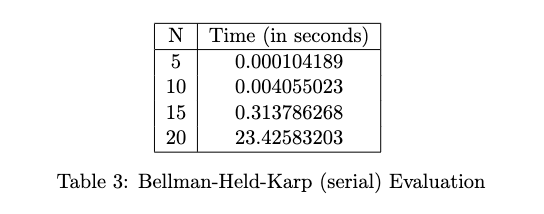 N Time (in seconds)
5 0.000104189
10 0.004055023
15 0.313786268
20 23.42583203
Table 3: Bellman-Held-Karp (serial) Evaluation